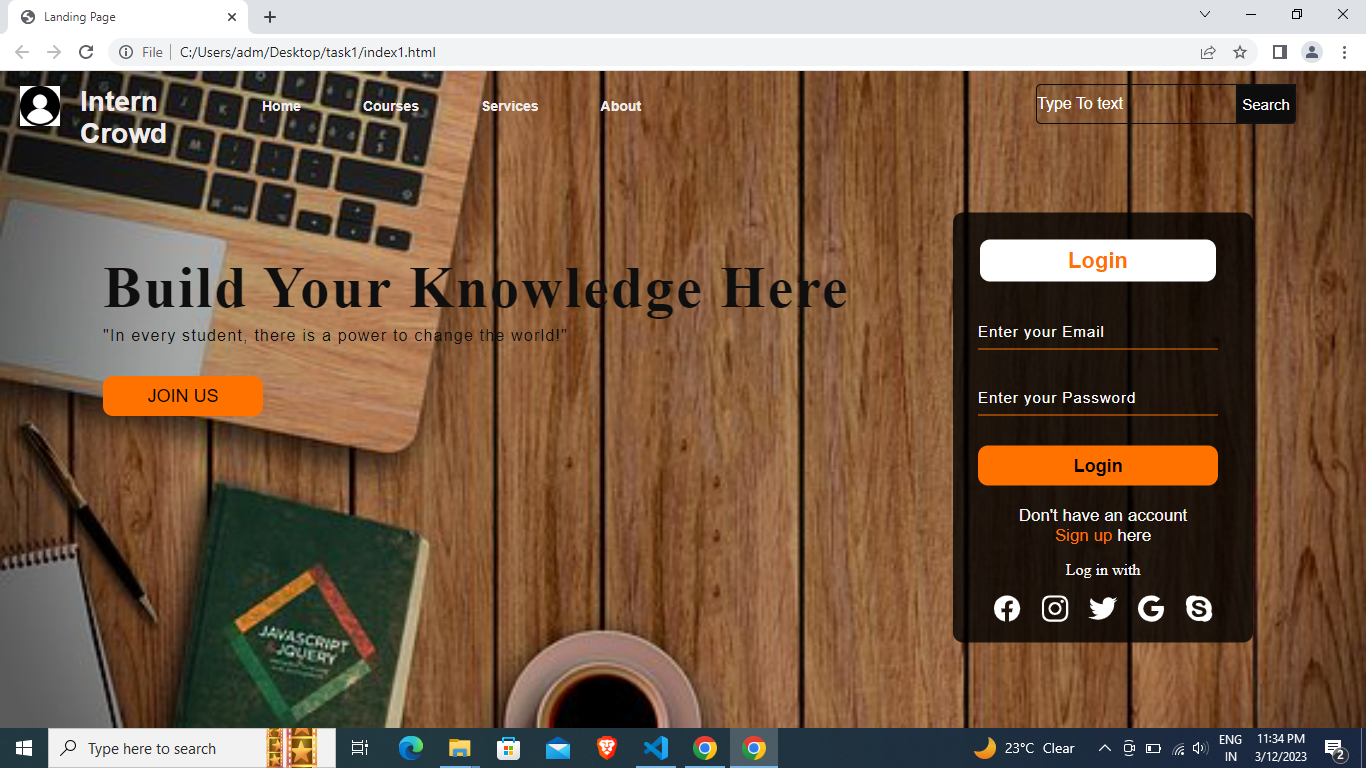 Landing Page
File
C:/Users/adm/Desktop/task1/index1.html
Intern
Crowd
Home
Courses
Services
About
Type To text
Search
Build Your Knowledge Here
"In every student, there is a power to change the world!"
JOIN US
Login
Enter your Email
Enter your Password
Login
Don't have an account
Sign up here
Log in with
JAVASCRIPT
& JQUERY
Type here to search
23°C Clear
ENG
IN
11:34 PM
3/12/2023
2